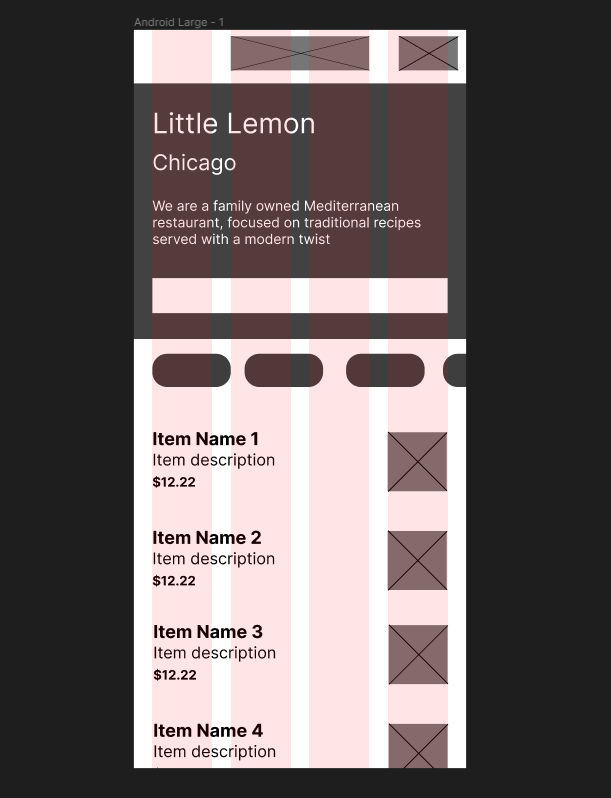 Android Large - 1
Little Lemon
Chicago
We are a family owned Mediterranean
restaurant, focused on traditional recipes
served with a modern twist
Item Name 1
Item description
$12.22
Item Name 2
Item description
$12.22
Item Name 3
Item description
$12.22
Item Name 4
Item description